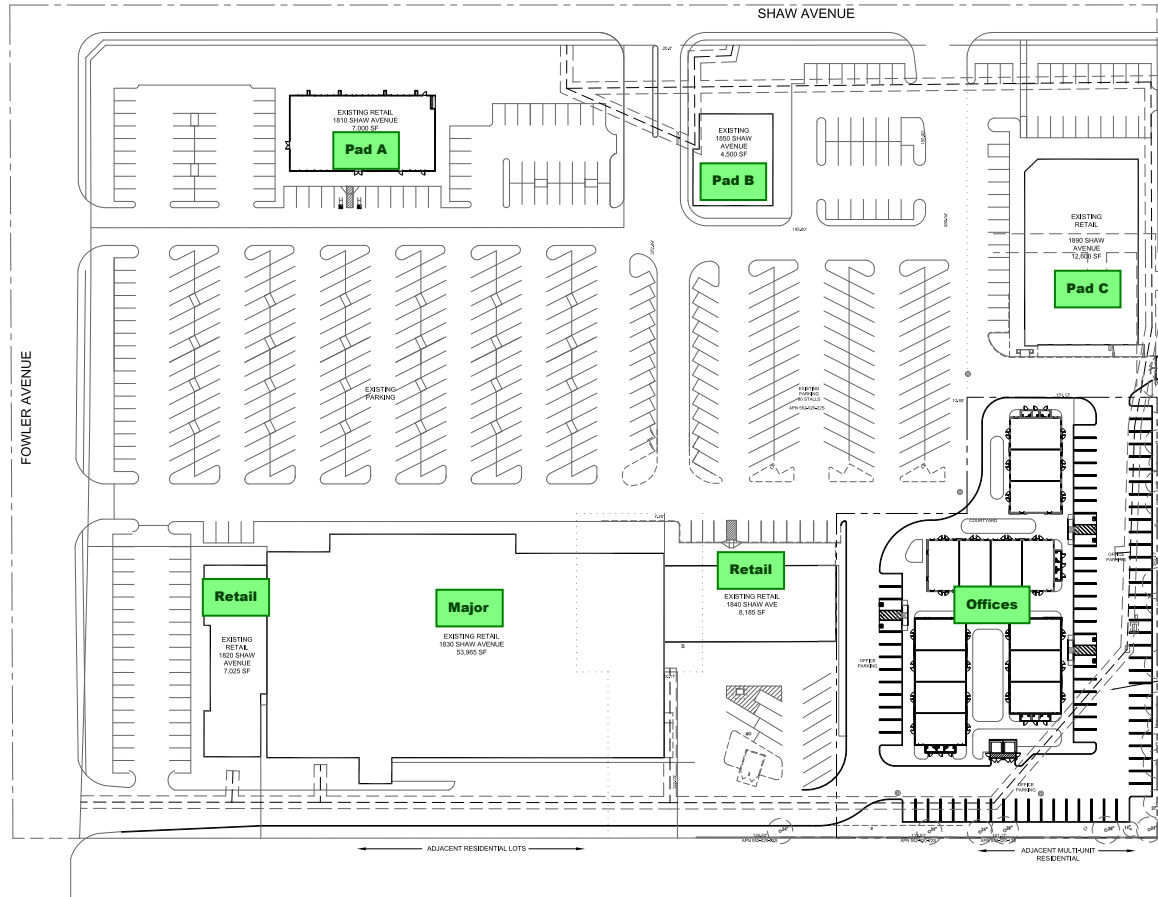 SHAW AVENUE
FOWLER AVENUE
EXISTING RETAIL
1810 SHAW AVENUE
7,000 SF
Pad A
EXISTING
1850 SHAW
AVENUE
4,500 SF
Pad B
EXISTING
RETAIL
1890 SHAW
AVENUE
12,600 SF
Pad C
EXISTING
PARKING
EXISTING
PARKING
COURTYARD
OFFICE
PARKING
Retail
EXISTING
RETAIL
1820 SHAW
AVENUE
7,025 SF
Major
EXISTING RETAIL
1830 SHAW AVENUE
53,965 SF
Retail
EXISTING RETAIL
1840 SHAW AVE
8,185 SF
Offices
OFFICE
PARKING
OFFICE
PARKING
ADJACENT RESIDENTIAL LOTS
ADJACENT MULTI-UNIT
RESIDENTIAL